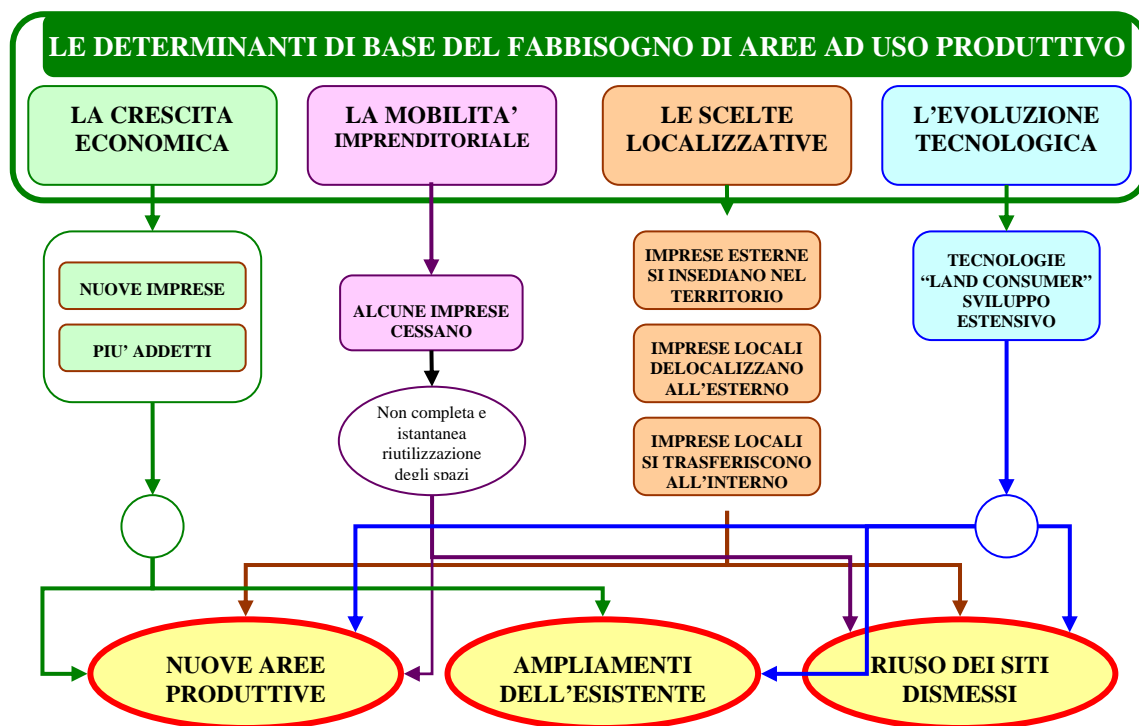 LE DETERMINANTI DI BASE DEL FABBISOGNO DI AREE AD USO PRODUTTIVO
LA CRESCITA
ECONOMICA
LA MOBILITA’
IMPRENDITORIALE
LE SCELTE
LOCALIZZATIVE
L’EVOLUZIONE
TECNOLOGICA
NUOVE IMPRESE
PIU’ ADDETTI
ALCUNE IMPRESE
CESSANO
Non completa e
istantanea
riutilizzazione
degli spazi
IMPRESE ESTERNE
SI INSEDIANO NEL
TERRITORIO
IMPRESE LOCALI
DELOCALIZZANO
ALL’ESTERNO
IMPRESE LOCALI
SI TRASFERISCONO
ALL’INTERNO
TECNOLOGIE
“LAND CONSUMER”
SVILUPPO
ESTENSIVO
NUOVE AREE
PRODUTTIVE
AMPLIAMENTI
DELL’ESISTENTE
RIUSO DEI SITI
DISMESSI